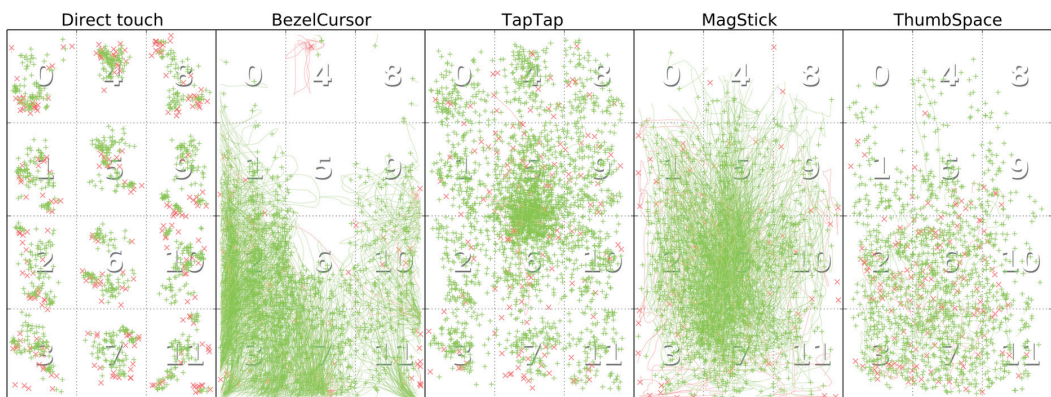 Direct touch BezelCursor TapTap MagStick ThumbSpace
0 4 8 0 4 8 0 4 8 0 4 8 0 4 8
1 5 9 1 5 9 1 5 9 1 5 9 1 5 9
2 6 10 2 6 10 2 6 10 2 6 10 2 6 10
3 7 11 3 7 11 3 7 11 3 7 11 3 7 11